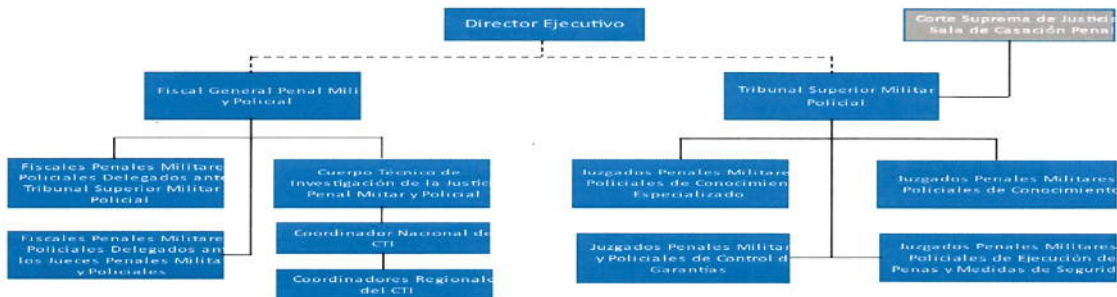 Director Ejecutivo
Corte Suprema de Justici
Sala de Casación Penal
Fiscal General Penal Mili
y Policial
Tribunal Superior Militar
Policial
Fiscales Penales Militare
Policiales Delegados ante
Tribunal Superior Militar
Policial
Cuerpo Técnico de
Investigación de la Justic
Penal Militar y Policial
Juzgados Penales Militare
Policiales de Conocimien
Especializado
Juzgados Penales Militares
Policiales de Conocimiento
Fiscales Penales Militare
Policiales Delegados an
los Jueces Penales Milita
y Policiales
Coordinador Nacional de
CTI
Coordinadores Regionale
del CTI
Juzgados Penales Militar
y Policiales de Control d
Garantías
Juzgados Penales Militares
Policiales de Ejecución de
Penas y Medidas de Segurid